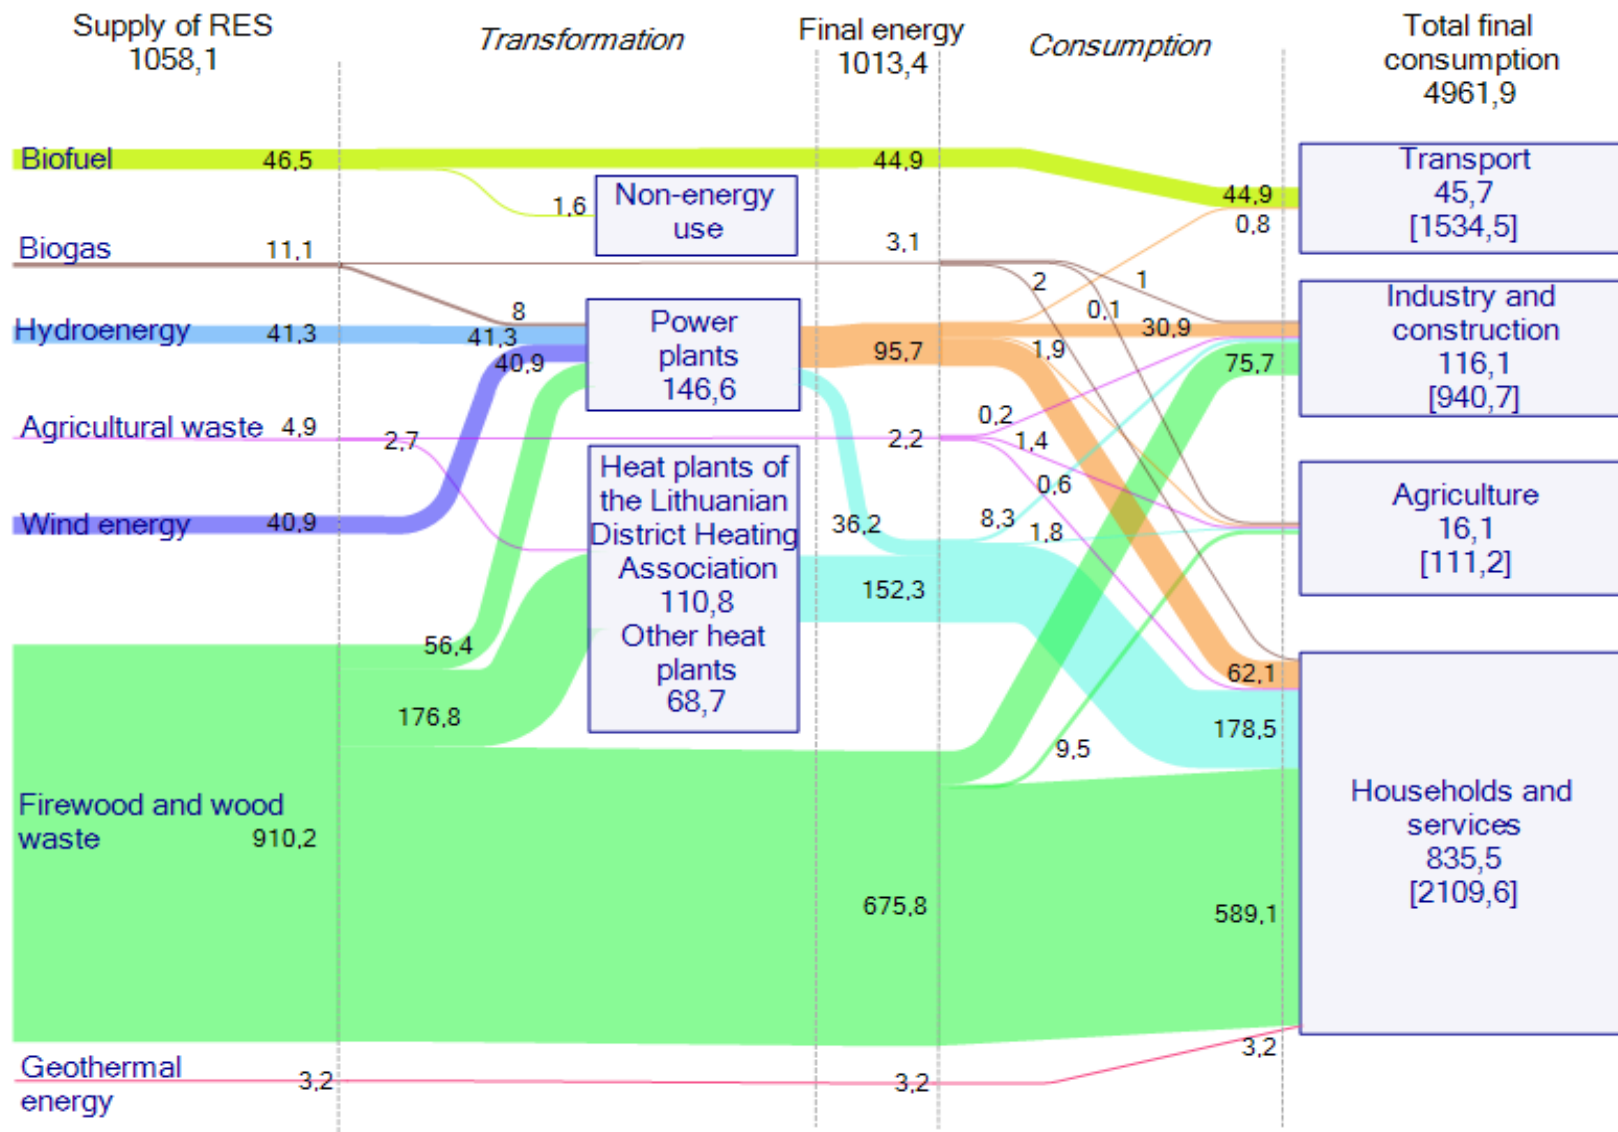 Supply of RES
1058,1
Transformation
Final energy
1013,4
Consumption
Total final
consumption
4961,9
Biofuel
46,5
44,9
44,9
0,8
Transport
45,7
[1534,5]
1,6
Non-energy
use
Biogas
11,1
3,1
2
1
0,1
8
Hydroenergy
41,3
41,3
40,9
Power
plants
146,6
95,7
1,9
30,9
75,7
Industry and
construction
116,1
[940,7]
Agricultural waste
4,9
2,7
2,2
0,2
1,4
0,6
Wind energy
40,9
Heat plants of
the Lithuanian
District Heating
Association
110,8
Other heat
plants
68,7
36,2
152,3
8,3
1,8
Agriculture
16,1
[111,2]
56,4
176,8
62,1
178,5
9,5
Firewood and wood
waste
910,2
675,8
589,1
Households and
services
835,5
[2109,6]
Geothermal
energy
3,2
3,2
3,2